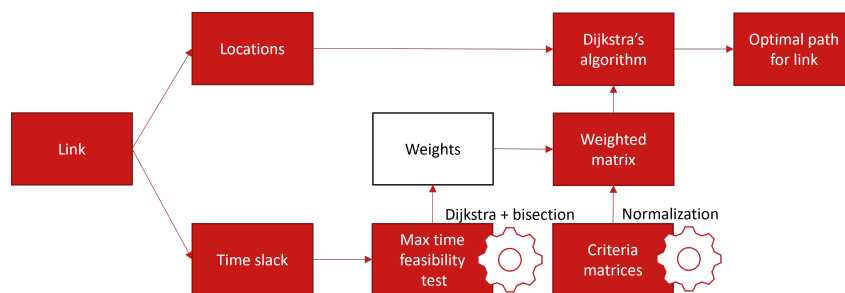 Locations
Dijkstra's
algorithm
Optimal path
for link
Link
Weights
Weighted
matrix
Dijkstra + bisection
Normalization
Time slack
Max time
feasibility
test
Criteria
matrices